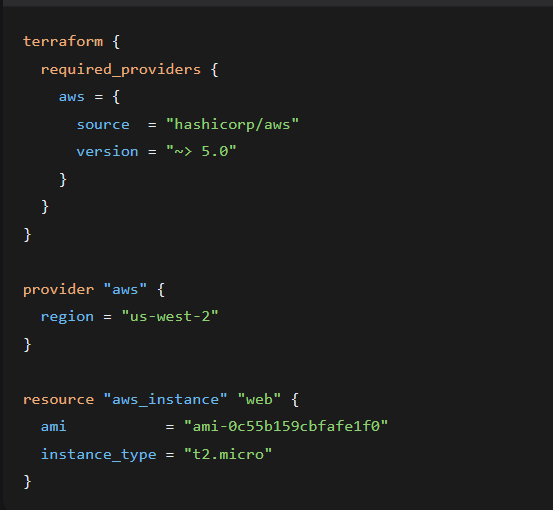 terraform {
  required_providers {
    aws = {
      source  = "hashicorp/aws"
      version = "~> 5.0"
    }
  }
}

provider "aws" {
  region = "us-west-2"
}

resource "aws_instance" "web" {
  ami           = "ami-0c55b159cbfafe1f0"
  instance_type = "t2.micro"
}